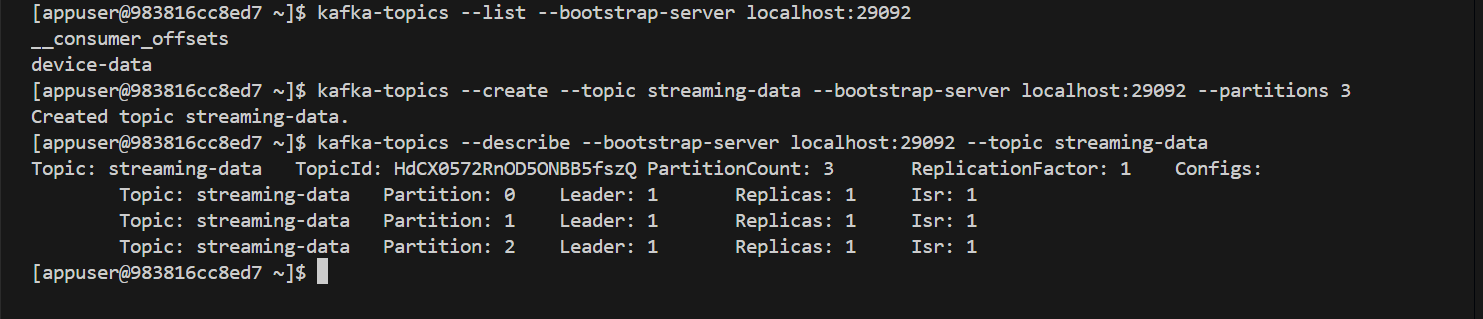 [appuser@983816cc8ed7 ~]$ kafka-topics --list --bootstrap-server localhost:29092
__consumer_offsets
device-data
[appuser@983816cc8ed7 ~]$ kafka-topics --create --topic streaming-data --bootstrap-server localhost:29092 --partitions 3
Created topic streaming-data.
[appuser@983816cc8ed7 ~]$ kafka-topics --describe --bootstrap-server localhost:29092 --topic streaming-data
Topic: streaming-data   TopicId: HdCX0572RnOD5ONBB5fszQ PartitionCount: 3       ReplicationFactor: 1    Configs:
        Topic: streaming-data   Partition: 0    Leader: 1       Replicas: 1     Isr: 1
        Topic: streaming-data   Partition: 1    Leader: 1       Replicas: 1     Isr: 1
        Topic: streaming-data   Partition: 2    Leader: 1       Replicas: 1     Isr: 1
[appuser@983816cc8ed7 ~]$